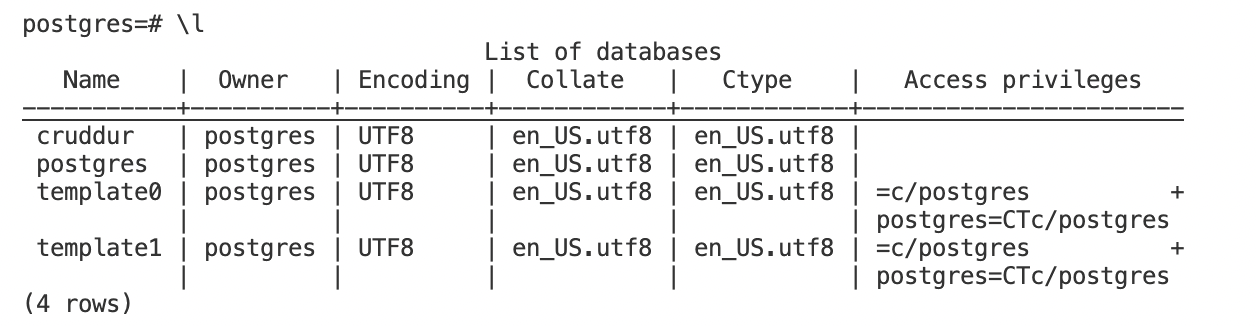 postgres=# \l
                                 List of databases
   Name    |  Owner   | Encoding |  Collate   |   Ctype    |   Access privileges
-----------+----------+----------+------------+------------+-----------------------
 cruddur   | postgres | UTF8     | en_US.utf8 | en_US.utf8 |
 postgres  | postgres | UTF8     | en_US.utf8 | en_US.utf8 |
 template0 | postgres | UTF8     | en_US.utf8 | en_US.utf8 | =c/postgres          +
           |          |          |            |            | postgres=CTc/postgres
 template1 | postgres | UTF8     | en_US.utf8 | en_US.utf8 | =c/postgres          +
           |          |          |            |            | postgres=CTc/postgres
(4 rows)